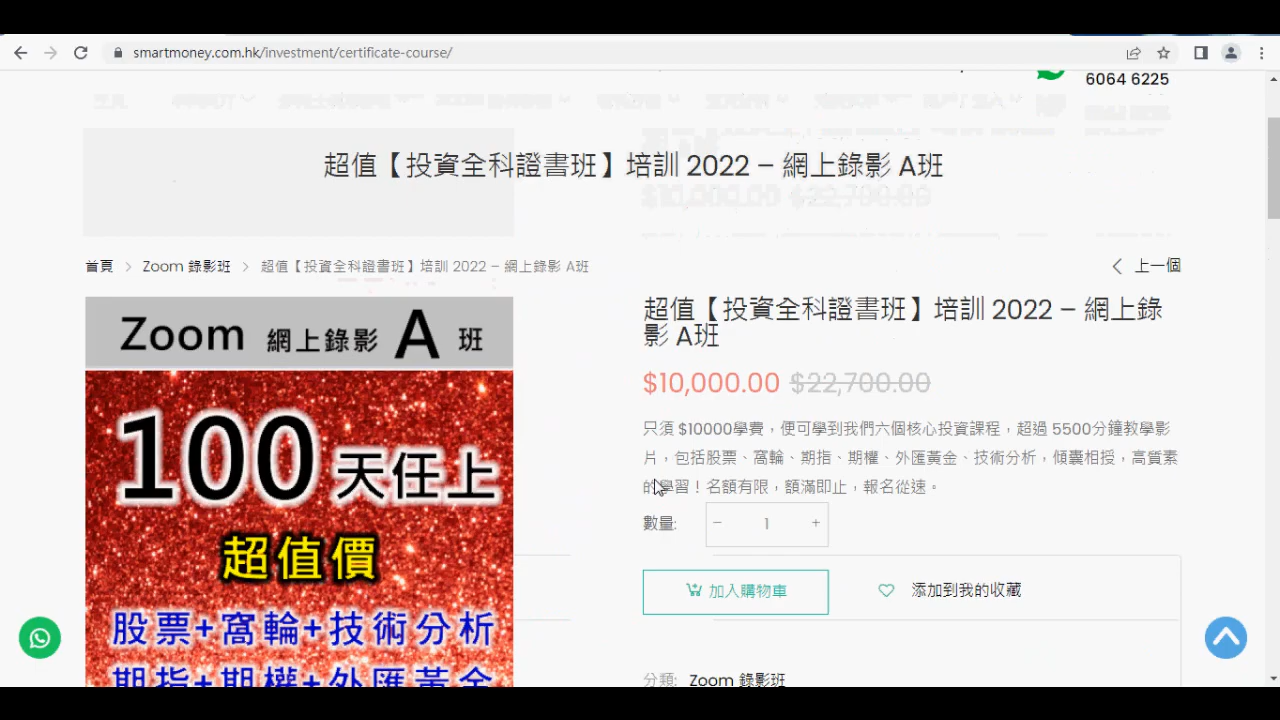 smartmoney.com.hk/investment/certificate-course/
6064 6225
超值【投資全科證書班】培訓 2022 – 網上錄影 A班
首頁 > Zoom 錄影班 > 超值【投資全科證書班】培訓 2022 – 網上錄影 A班
上一個
Zoom 網上錄影 A 班
100 天任上
超值價
股票+窩輪+技術分析
期指+期權+外匯黃金
超值【投資全科證書班】培訓 2022 – 網上錄
影 A班
$10,000.00 $22,700.00
只須 $10000學費，便可學到我們六個核心投資課程，超過 5500分鐘教學影
片，包括股票、窩輪、期指、期權、外匯黃金、技術分析，傾囊相授，高質素
的學習！名額有限，額滿即止，報名從速。
數量: − 1 +
加入購物車
添加到我的收藏
分類: Zoom 錄影班